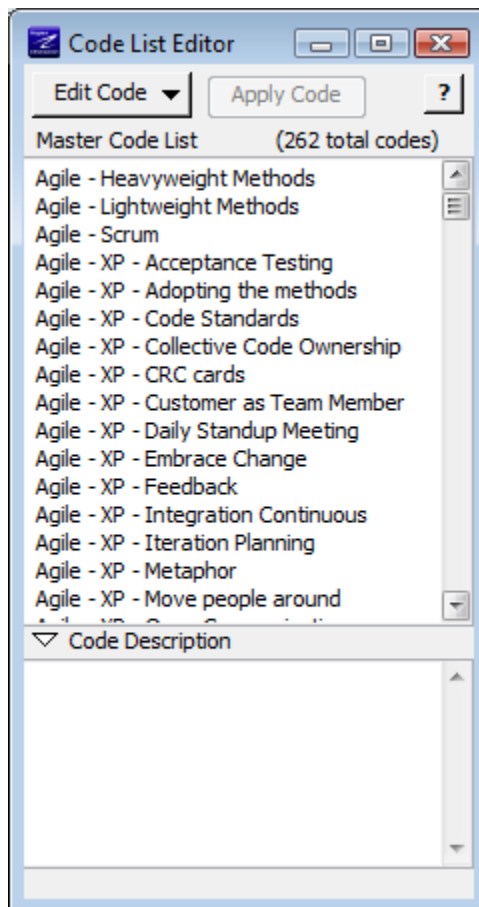 Code List Editor
Edit Code Apply Code ?
Master Code List (262 total codes)
Agile - Heavyweight Methods
Agile - Lightweight Methods
Agile - Scrum
Agile - XP - Acceptance Testing
Agile - XP - Adopting the methods
Agile - XP - Code Standards
Agile - XP - Collective Code Ownership
Agile - XP - CRC cards
Agile - XP - Customer as Team Member
Agile - XP - Daily Standup Meeting
Agile - XP - Embrace Change
Agile - XP - Feedback
Agile - XP - Integration Continuous
Agile - XP - Iteration Planning
Agile - XP - Metaphor
Agile - XP - Move people around
Code Description